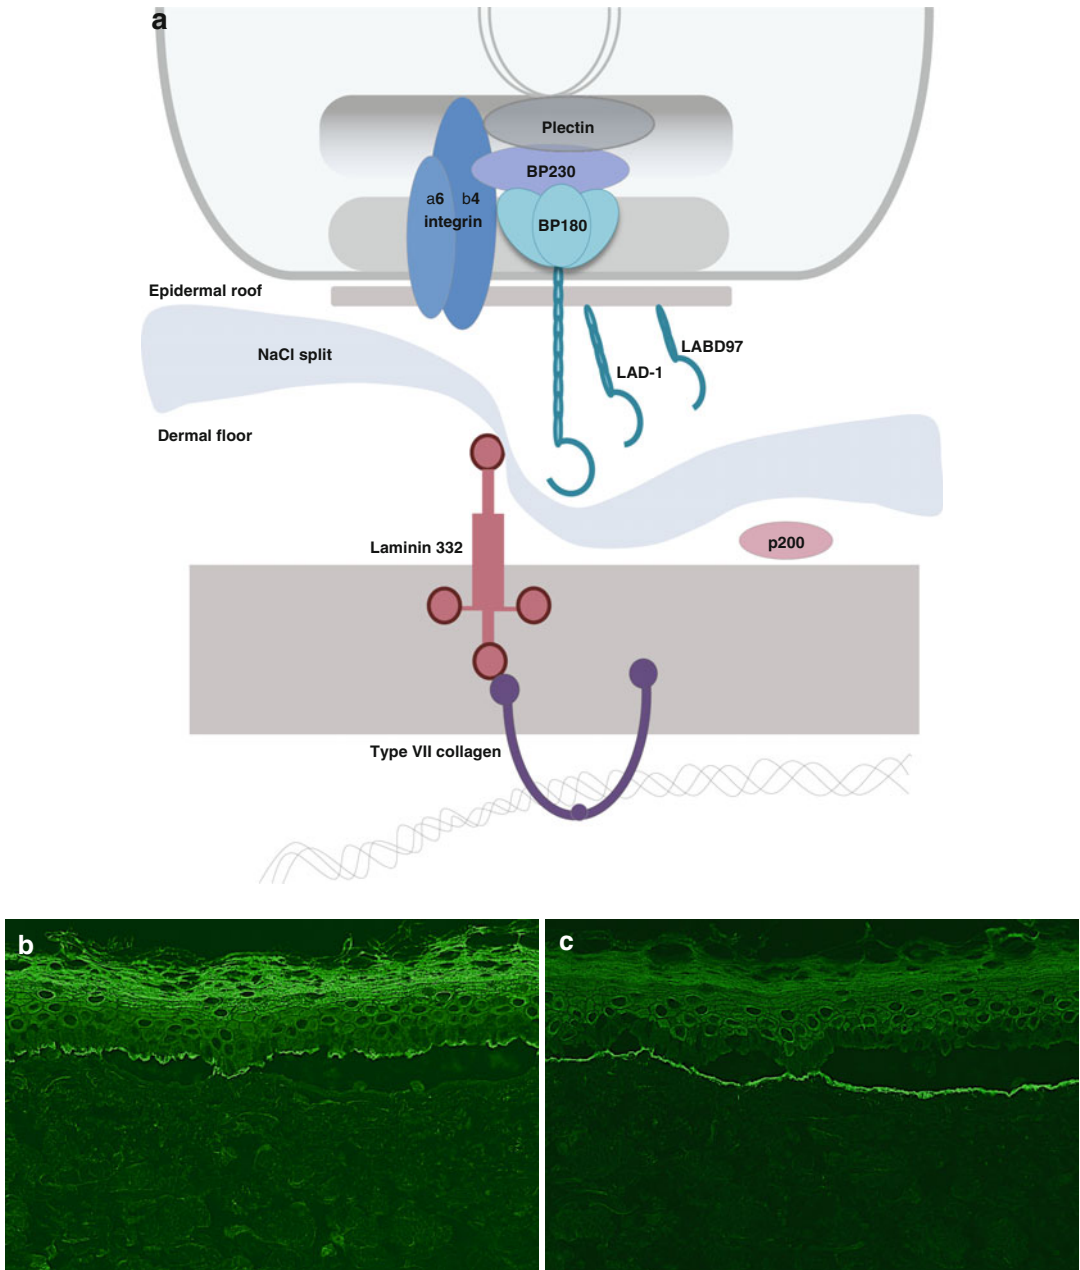 a
Plectin
BP230
a6 b4
integrin
BP180
Epidermal roof
NaCl split
LABD97
LAD-1
Dermal floor
Laminin 332
p200
Type VII collagen
b
c